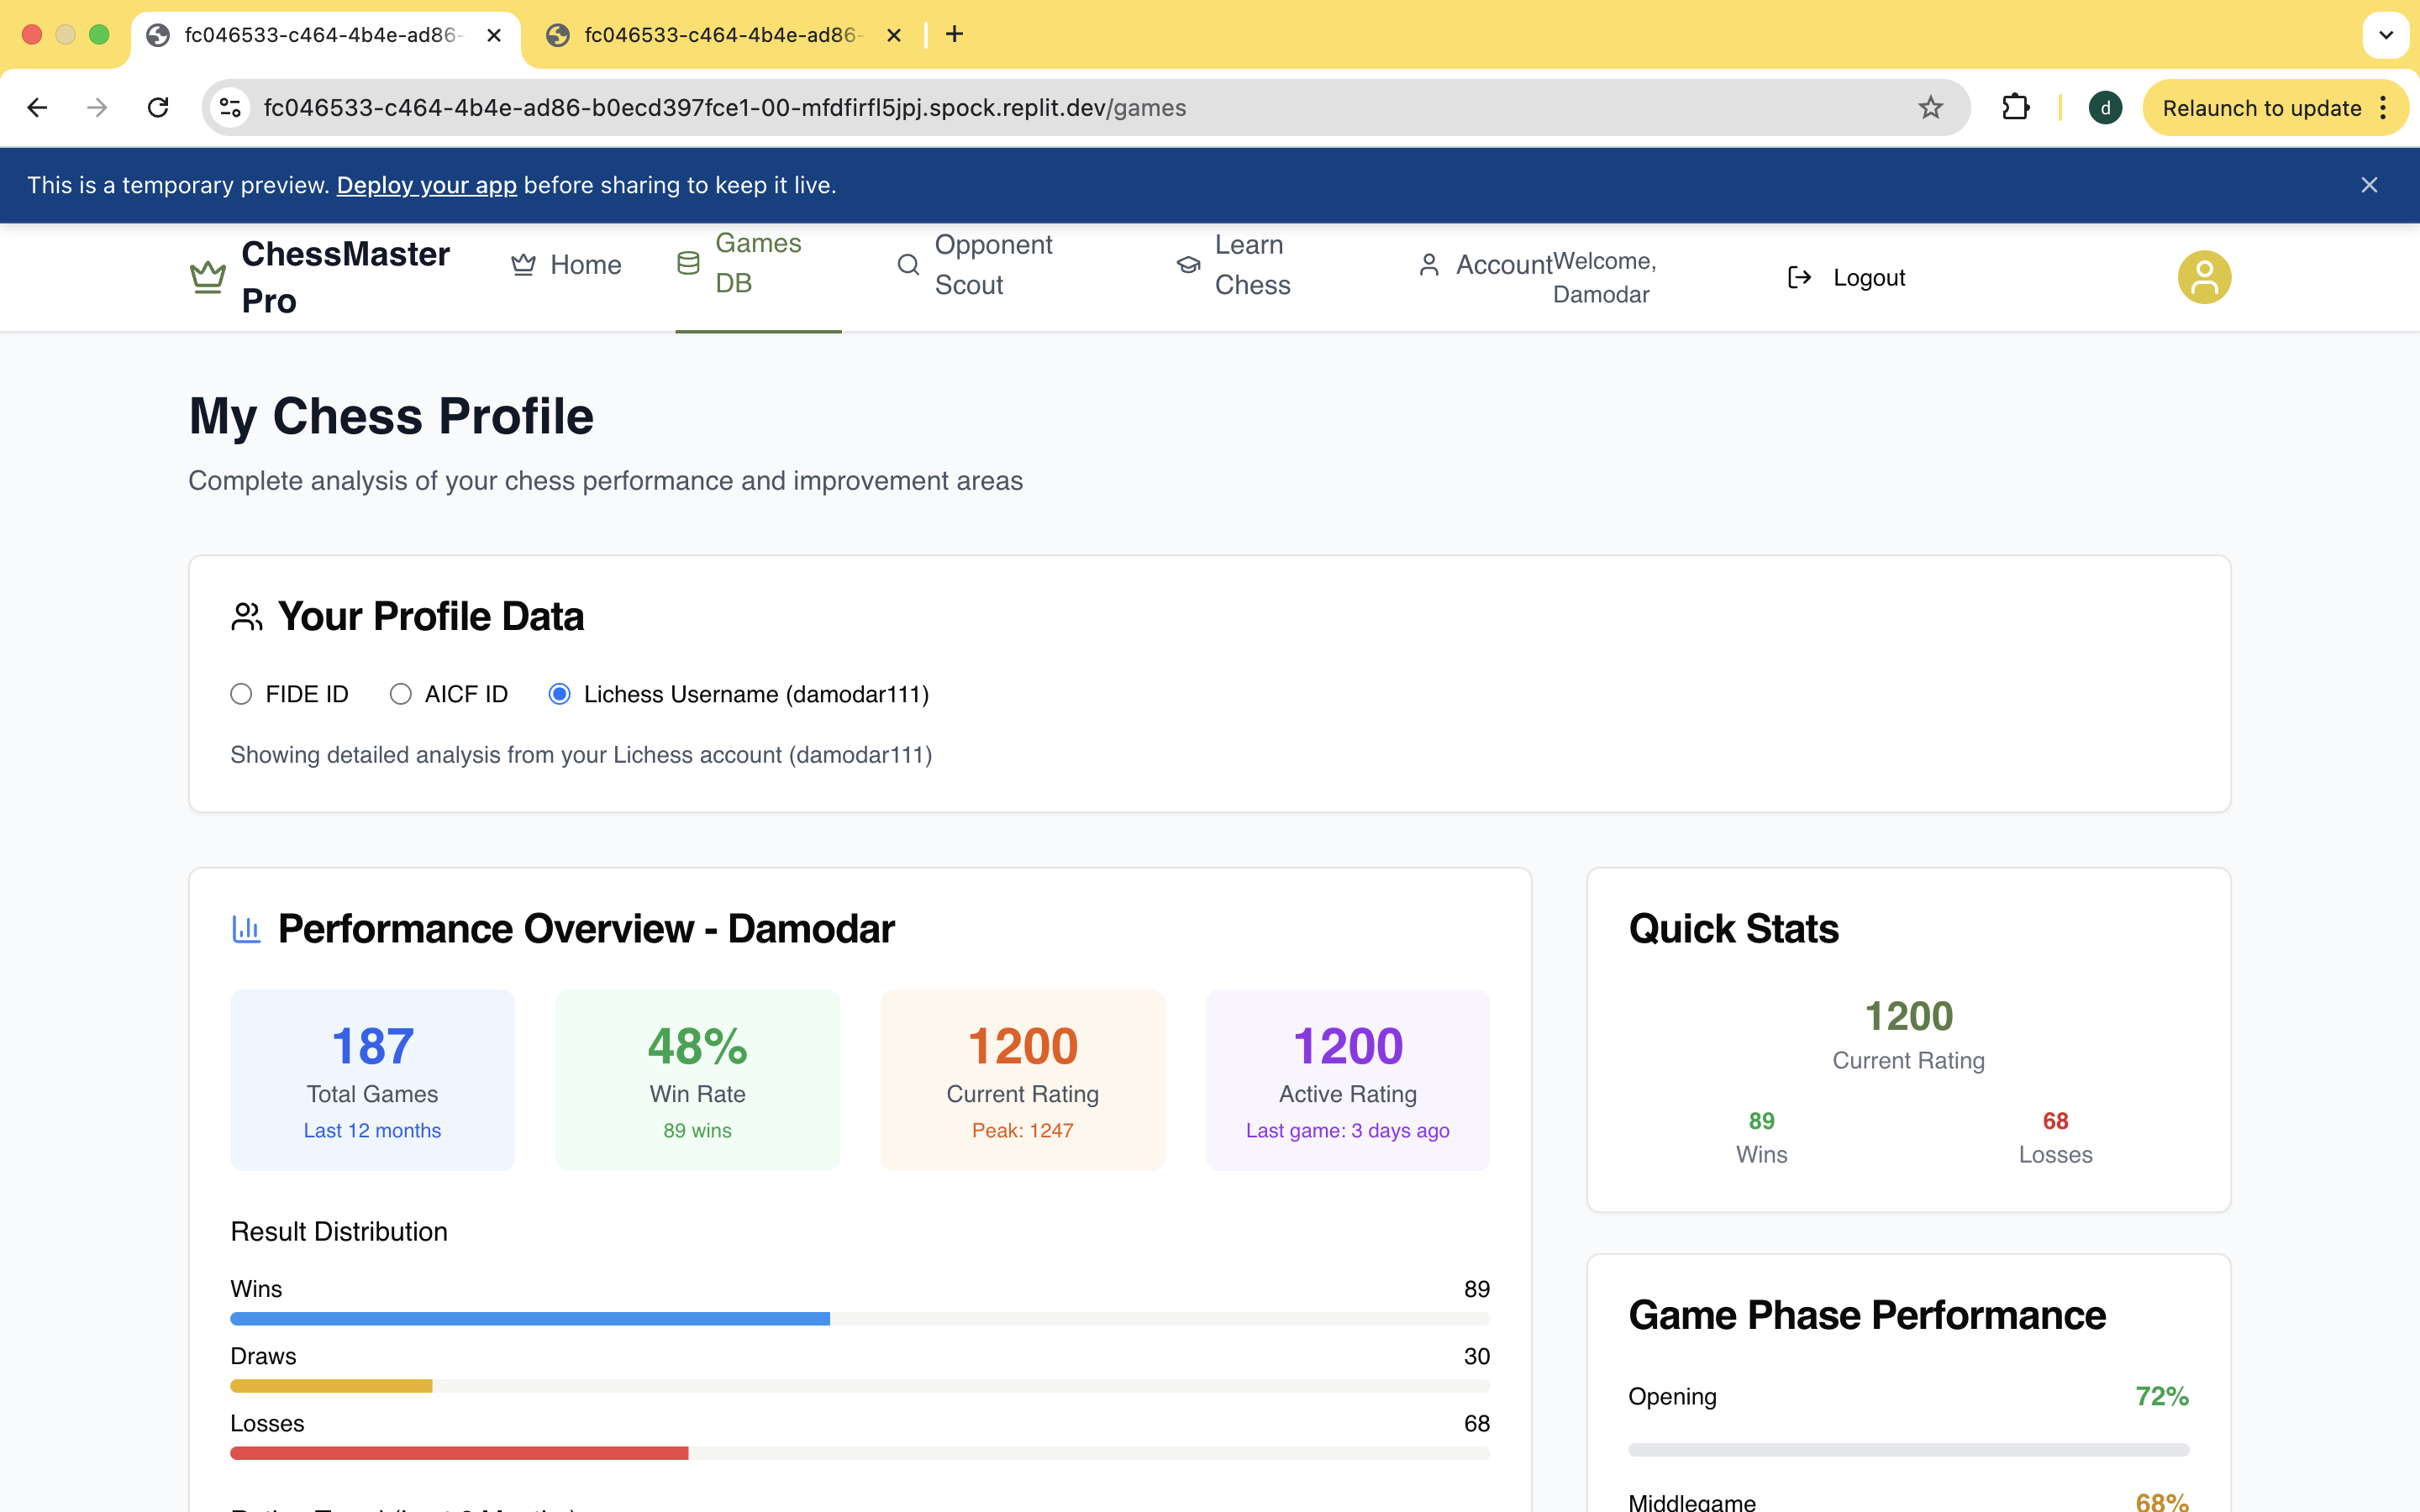 fc046533-c464-4b4e-ad86-
fc046533-c464-4b4e-ad86-
fc046533-c464-4b4e-ad86-b0ecd397fce1-00-mfdfirfl5jpj.spock.replit.dev/games
d
Relaunch to update
This is a temporary preview. Deploy your app before sharing to keep it live.
ChessMaster
Pro
Home
Games
DB
Opponent
Scout
Learn
Chess
Account
Welcome,
Damodar
Logout
My Chess Profile
Complete analysis of your chess performance and improvement areas
Your Profile Data
FIDE ID
AICF ID
Lichess Username (damodar111)
Showing detailed analysis from your Lichess account (damodar111)
Performance Overview - Damodar
187
Total Games
Last 12 months
48%
Win Rate
89 wins
1200
Current Rating
Peak: 1247
1200
Active Rating
Last game: 3 days ago
Result Distribution
Wins 89
Draws 30
Losses 68
Quick Stats
1200
Current Rating
89
Wins
68
Losses
Game Phase Performance
Opening 72%
Middlegame 68%